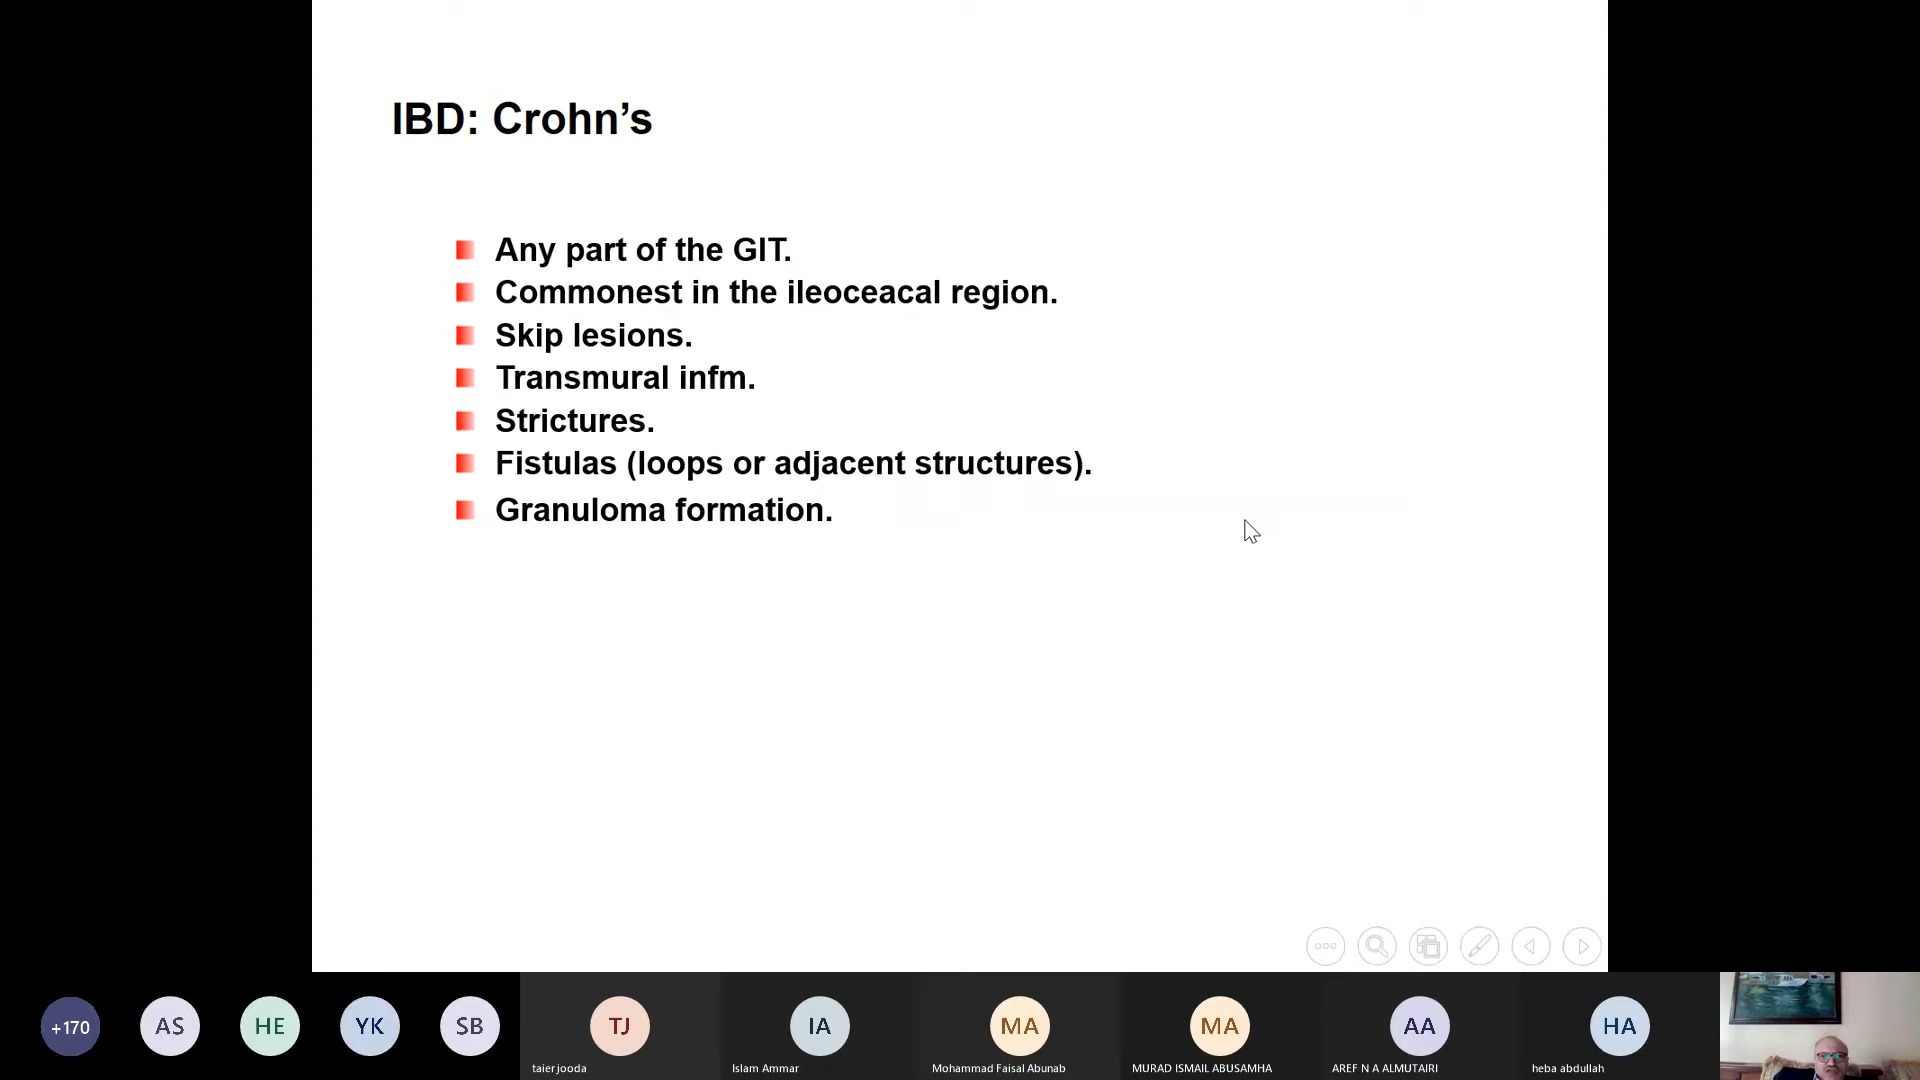 IBD: Crohn’s
Any part of the GIT.
Commonest in the ileoceacal region.
Skip lesions.
Transmural infm.
Strictures.
Fistulas (loops or adjacent structures).
Granuloma formation.
+170
AS
HE
YK
SB
TJ
IA
MA
MA
AA
HA
taier jooda
Islam Ammar
Mohammad Faisal Abunab
MURAD ISMAIL ABUSAMHA
AREF N A ALMUTAIRI
heba abdullah